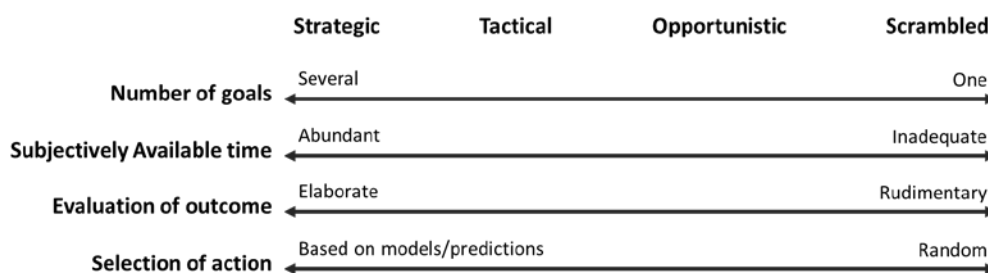 Strategic Tactical Opportunistic Scrambled
Several One
Number of goals
Abundant Inadequate
Subjectively Available time
Elaborate Rudimentary
Evaluation of outcome
Based on models/predictions Random
Selection of action